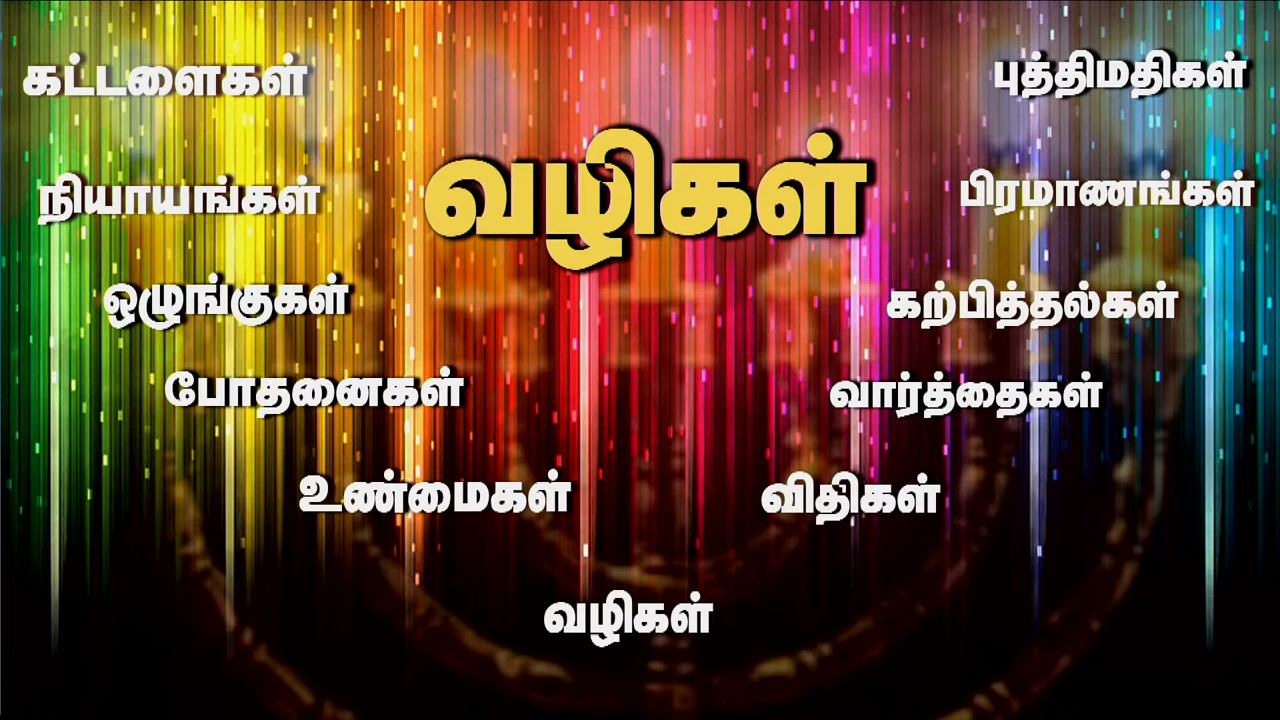 கட்டளைகள்
புத்திமதிகள்
வழிகள்
நியாயங்கள்
பிரமாணங்கள்
ஒழுங்குகள்
கற்பித்தல்கள்
போதனைகள்
வார்த்தைகள்
உண்மைகள்
விதிகள்
வழிகள்